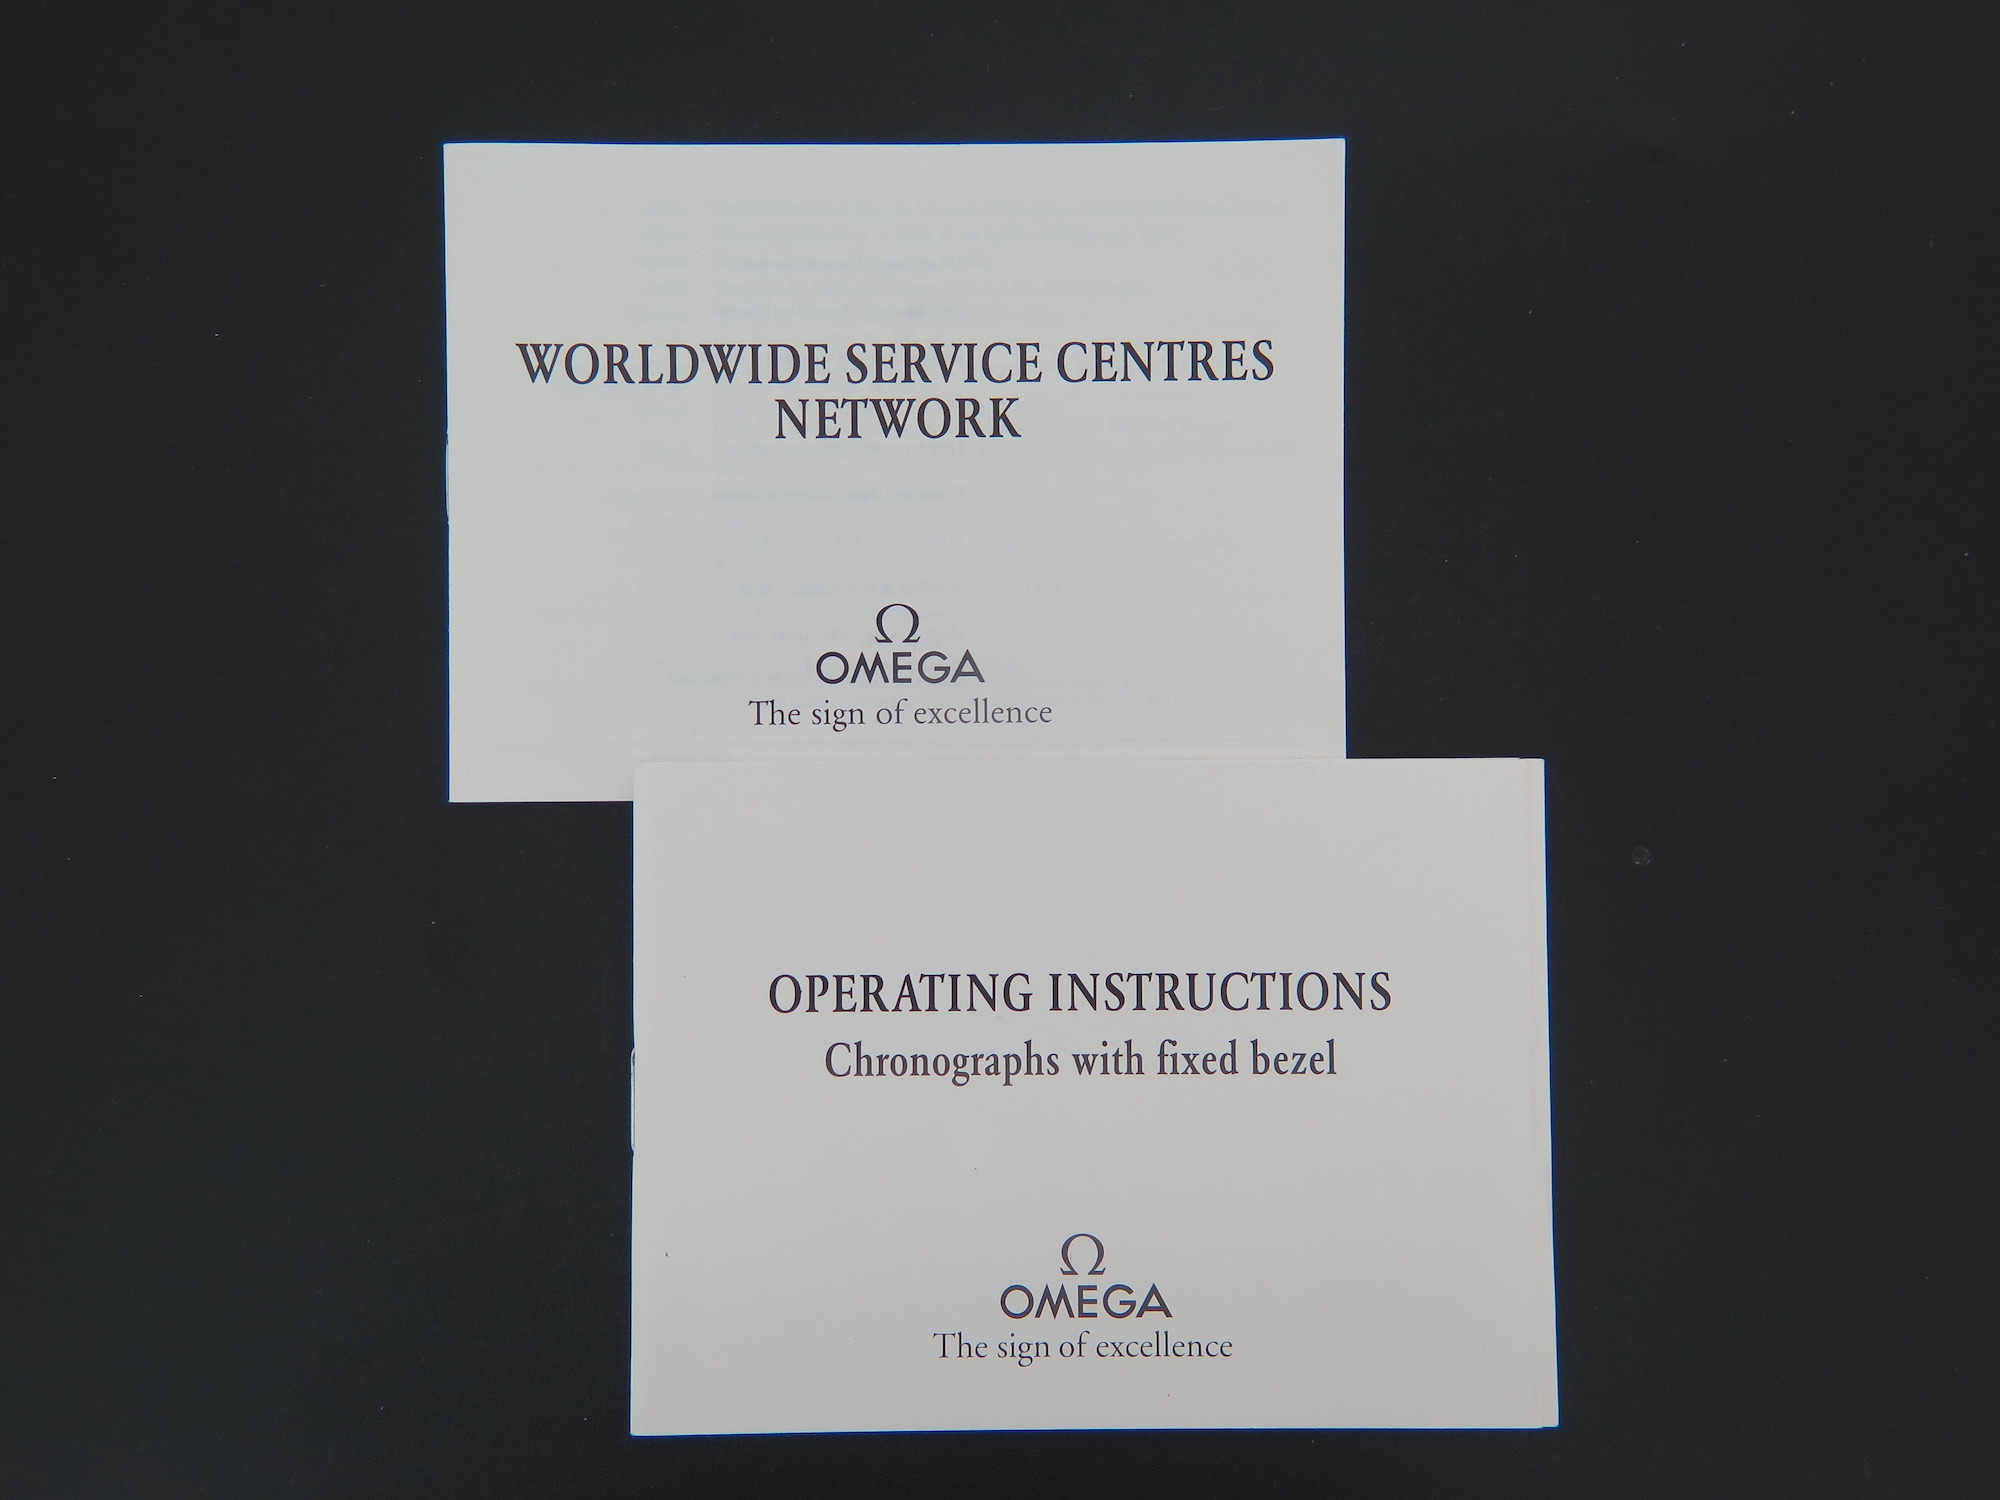 WORLDWIDE SERVICE CENTRES
NETWORK
Ω
OMEGA
The sign of excellence
OPERATING INSTRUCTIONS
Chronographs with fixed bezel
Ω
OMEGA
The sign of excellence